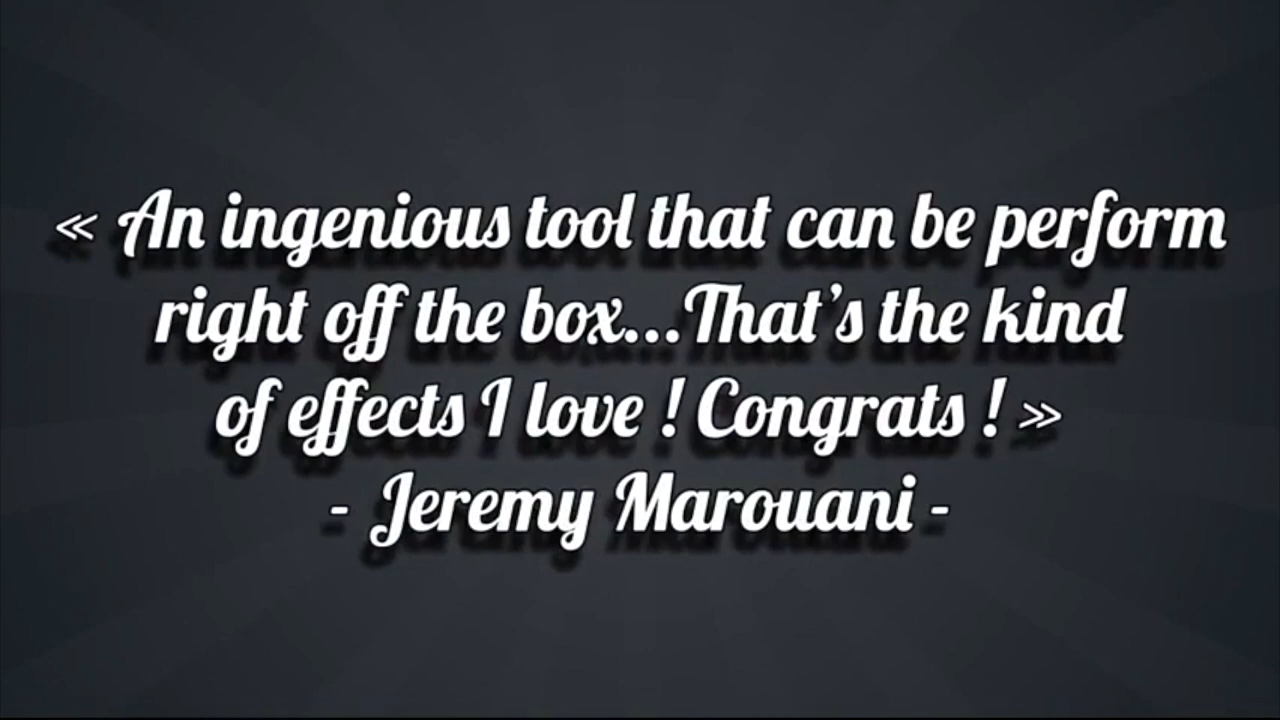 « An ingenious tool that can be perform
right off the box...That's the kind
of effects I love ! Congrats ! »
- Jeremy Marouani -